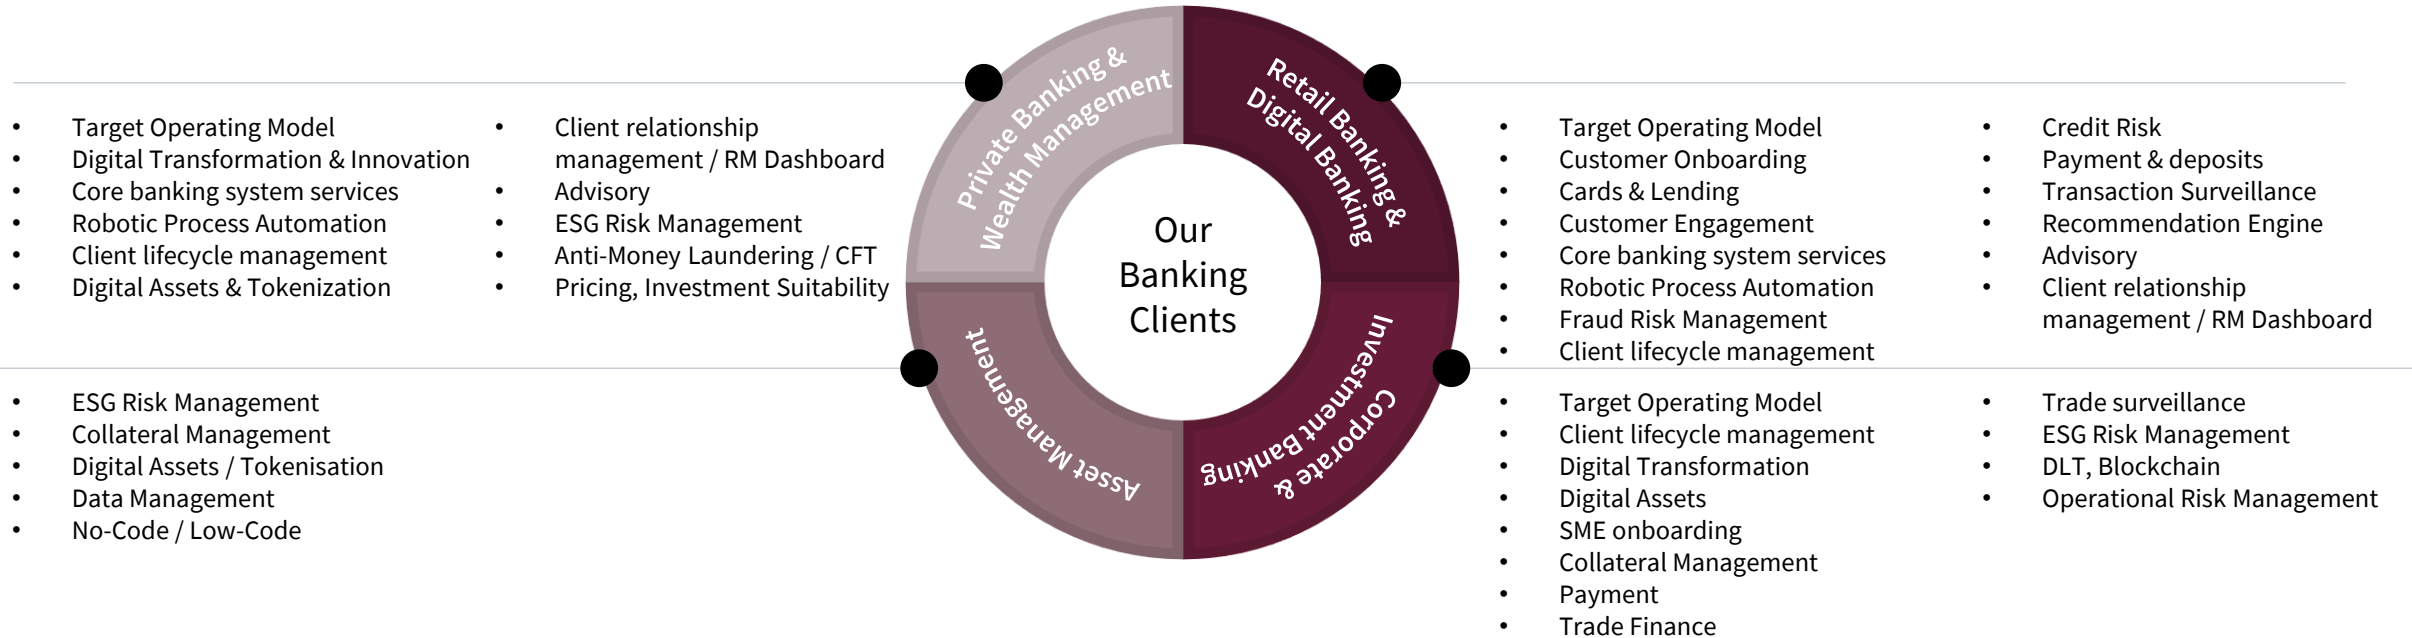 Private Banking &
Wealth Management
• Target Operating Model
• Digital Transformation & Innovation
• Core banking system services
• Robotic Process Automation
• Client lifecycle management
• Digital Assets & Tokenization
• Client relationship
management / RM Dashboard
• Advisory
• ESG Risk Management
• Anti-Money Laundering / CFT
• Pricing, Investment Suitability
Retail Banking &
Digital Banking
• Target Operating Model
• Customer Onboarding
• Cards & Lending
• Customer Engagement
• Core banking system services
• Robotic Process Automation
• Fraud Risk Management
• Client lifecycle management
• Credit Risk
• Payment & deposits
• Transaction Surveillance
• Recommendation Engine
• Advisory
• Client relationship
management / RM Dashboard
Our
Banking
Clients
Asset Management
• ESG Risk Management
• Collateral Management
• Digital Assets / Tokenisation
• Data Management
• No-Code / Low-Code
Corporate &
Investment Banking
• Target Operating Model
• Client lifecycle management
• Digital Transformation
• Digital Assets
• SME onboarding
• Collateral Management
• Payment
• Trade Finance
• Trade surveillance
• ESG Risk Management
• DLT, Blockchain
• Operational Risk Management